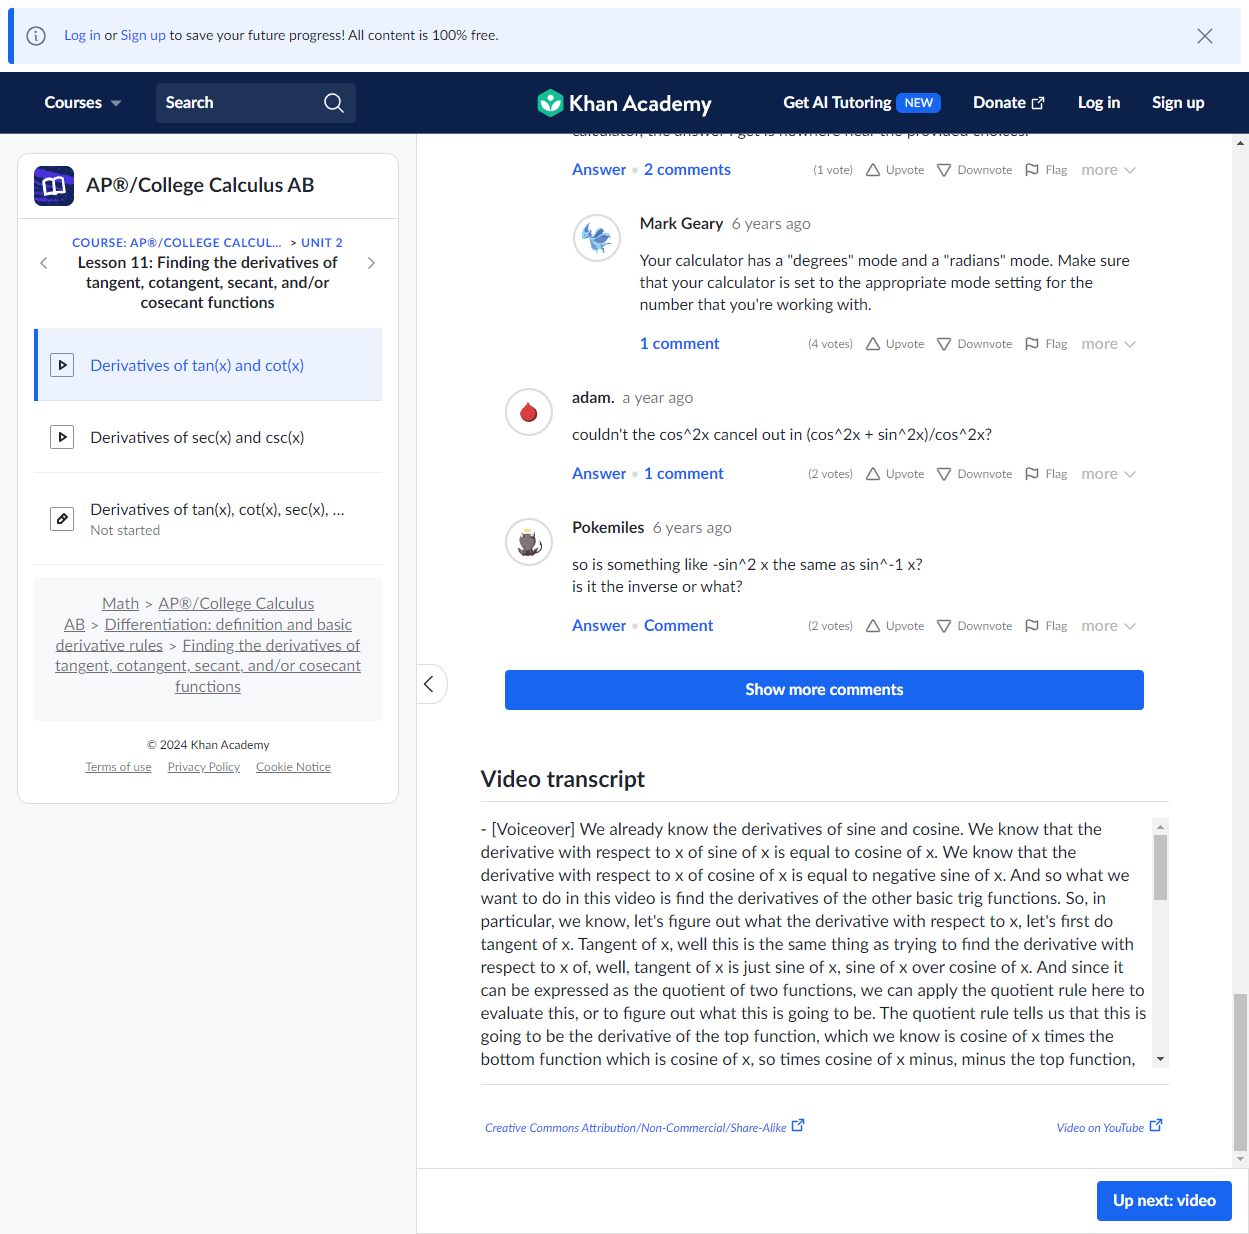 Log in or Sign up to save your future progress! All content is 100% free.
Courses
Search
Khan Academy
Get AI Tutoring NEW
Donate
Log in
Sign up
AP®/College Calculus AB
COURSE: AP®/COLLEGE CALCUL... > UNIT 2
Lesson 11: Finding the derivatives of
tangent, cotangent, secant, and/or
cosecant functions
Derivatives of tan(x) and cot(x)
Derivatives of sec(x) and csc(x)
Derivatives of tan(x), cot(x), sec(x), ...
Not started
Math > AP®/College Calculus
AB > Differentiation: definition and basic
derivative rules > Finding the derivatives of
tangent, cotangent, secant, and/or cosecant
functions
© 2024 Khan Academy
Terms of use Privacy Policy Cookie Notice
calculator, the answer I get is nowhere near the provided choices.
Answer • 2 comments (1 vote) Upvote Downvote Flag more
Mark Geary 6 years ago
Your calculator has a "degrees" mode and a "radians" mode. Make sure
that your calculator is set to the appropriate mode setting for the
number that you're working with.
1 comment (4 votes) Upvote Downvote Flag more
adam. a year ago
couldn't the cos^2x cancel out in (cos^2x + sin^2x)/cos^2x?
Answer • 1 comment (2 votes) Upvote Downvote Flag more
Pokemiles 6 years ago
so is something like -sin^2 x the same as sin^-1 x?
is it the inverse or what?
Answer • Comment (2 votes) Upvote Downvote Flag more
Show more comments
Video transcript
- [Voiceover] We already know the derivatives of sine and cosine. We know that the
derivative with respect to x of sine of x is equal to cosine of x. We know that the
derivative with respect to x of cosine of x is equal to negative sine of x. And so what we
want to do in this video is find the derivatives of the other basic trig functions. So, in
particular, we know, let's figure out what the derivative with respect to x, let's first do
tangent of x. Tangent of x, well this is the same thing as trying to find the derivative with
respect to x of, well, tangent of x is just sine of x, sine of x over cosine of x. And since it
can be expressed as the quotient of two functions, we can apply the quotient rule here to
evaluate this, or to figure out what this is going to be. The quotient rule tells us that this is
going to be the derivative of the top function, which we know is cosine of x times the
bottom function which is cosine of x, so times cosine of x minus, minus the top function,
Creative Commons Attribution/Non-Commercial/Share-Alike
Video on YouTube
Up next: video